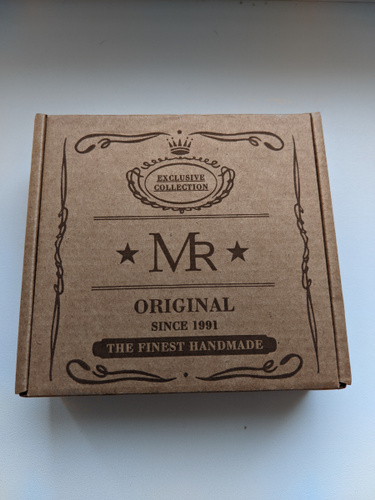 EXCLUSIVE
COLLECTION
MR
ORIGINAL
SINCE 1991
THE FINEST HANDMADE